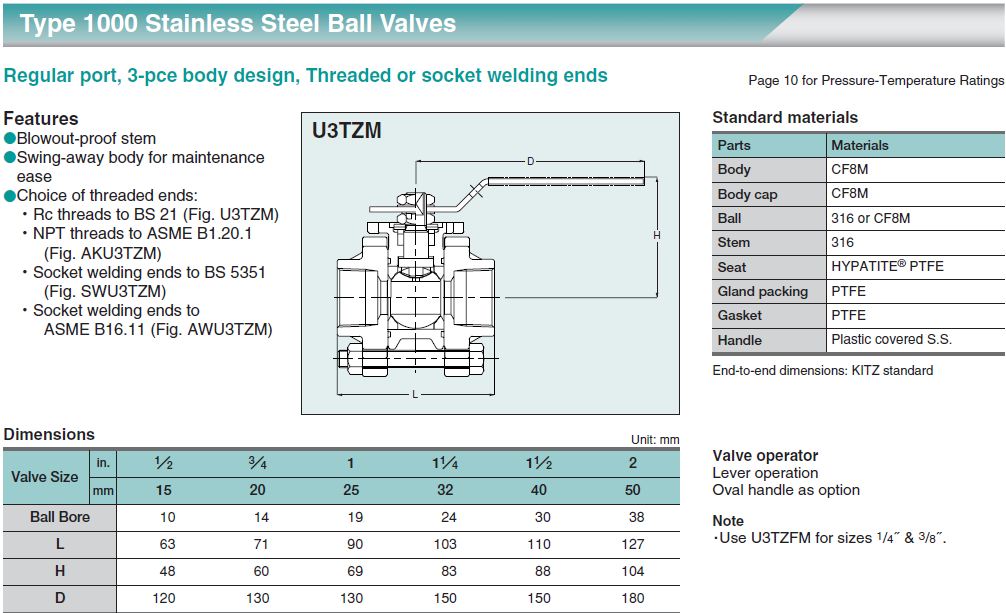 Type 1000 Stainless Steel Ball Valves
Regular port, 3-pce body design, Threaded or socket welding ends
Page 10 for Pressure-Temperature Ratings
Features
●Blowout-proof stem
●Swing-away body for maintenance
ease
●Choice of threaded ends:
・Rc threads to BS 21 (Fig. U3TZM)
・NPT threads to ASME B1.20.1
(Fig. AKU3TZM)
・Socket welding ends to BS 5351
(Fig. SWU3TZM)
・Socket welding ends to
ASME B16.11 (Fig. AWU3TZM)
U3TZM
D
H
L
Standard materials
Parts Materials
Body CF8M
Body cap CF8M
Ball 316 or CF8M
Stem 316
Seat HYPATITE® PTFE
Gland packing PTFE
Gasket PTFE
Handle Plastic covered S.S.
End-to-end dimensions: KITZ standard
Dimensions
Unit: mm
Valve Size in. 1/2 3/4 1 1 1/4 1 1/2 2
mm 15 20 25 32 40 50
Ball Bore 10 14 19 24 30 38
L 63 71 90 103 110 127
H 48 60 69 83 88 104
D 120 130 130 150 150 180
Valve operator
Lever operation
Oval handle as option
Note
・Use U3TZFM for sizes 1/4″ & 3/8″.